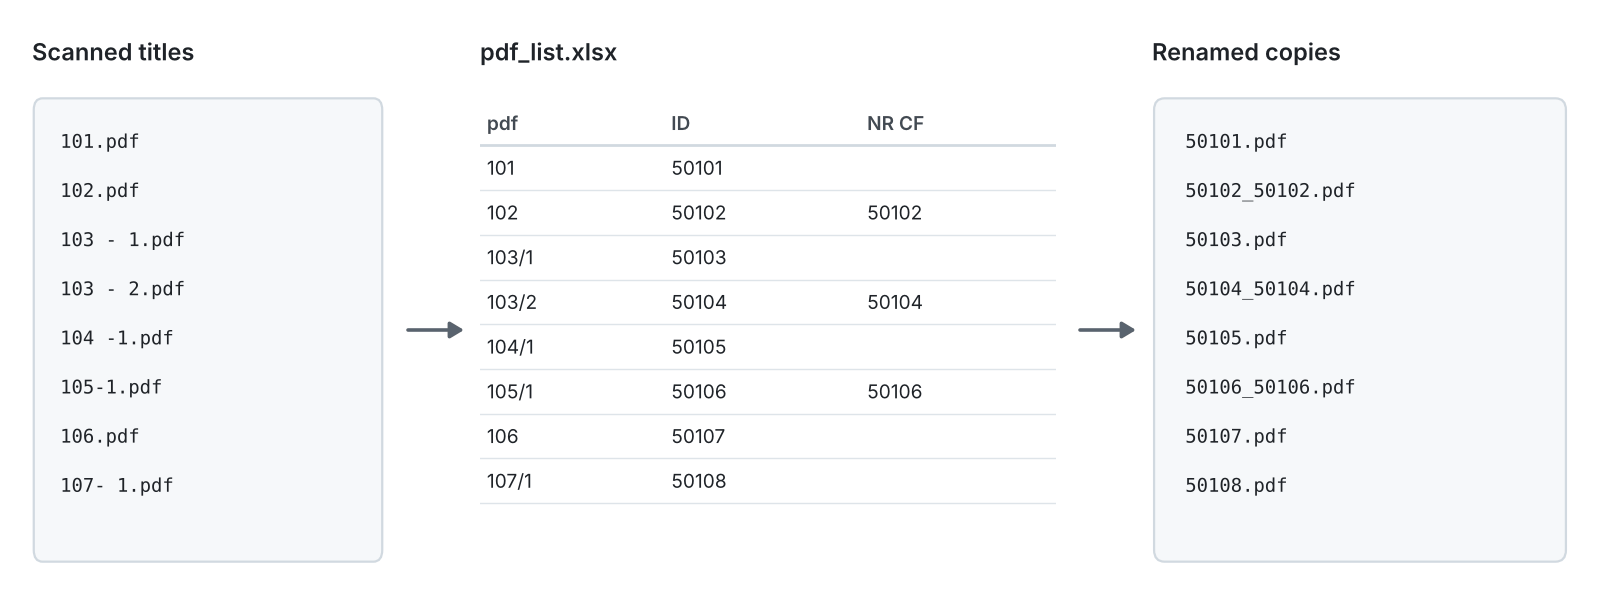 Scanned titles
101.pdf
102.pdf
103 - 1.pdf
103 - 2.pdf
104 -1.pdf
105-1.pdf
106.pdf
107- 1.pdf
pdf_list.xlsx
pdf ID NR CF
101 50101
102 50102 50102
103/1 50103
103/2 50104 50104
104/1 50105
105/1 50106 50106
106 50107
107/1 50108
Renamed copies
50101.pdf
50102_50102.pdf
50103.pdf
50104_50104.pdf
50105.pdf
50106_50106.pdf
50107.pdf
50108.pdf